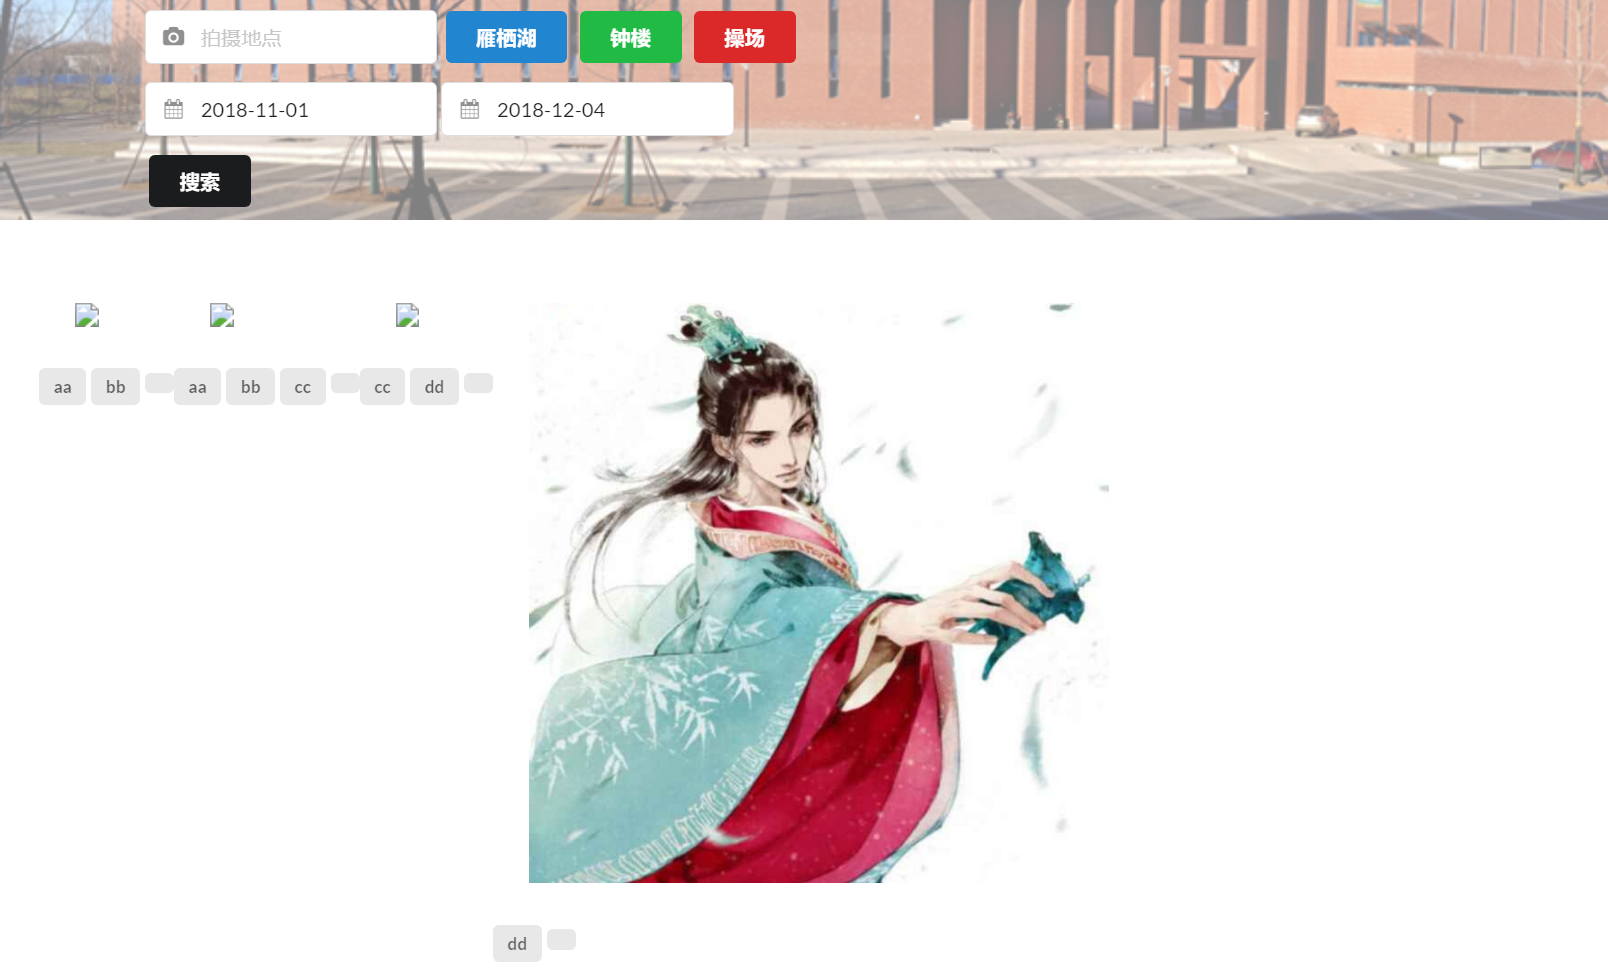 拍摄地点 雁栖湖 钟楼 操场
2018-11-01 2018-12-04
搜索
aa bb aa bb cc cc dd
dd